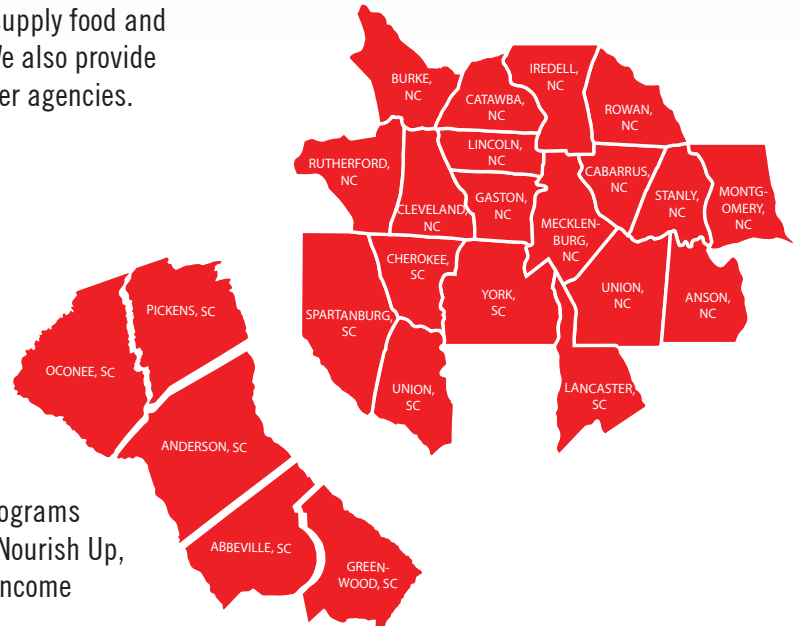 supply food and
We also provide
er agencies.
BURKE,
NC
CATAWBA,
NC
IREDELL,
NC
ROWAN,
NC
LINCOLN,
NC
RUTHERFORD,
NC
CLEVELAND,
NC
GASTON,
NC
MECKLEN-
BURG,
NC
CABARRUS,
NC
STANLY,
NC
MONTG-
OMERY,
NC
CHEROKEE,
SC
SPARTANBURG,
SC
YORK,
SC
UNION,
NC
ANSON,
NC
UNION,
SC
LANCASTER,
SC
PICKENS, SC
OCONEE, SC
ANDERSON, SC
ABBEVILLE, SC
GREEN-
WOOD, SC
ograms
Nourish Up,
ncome